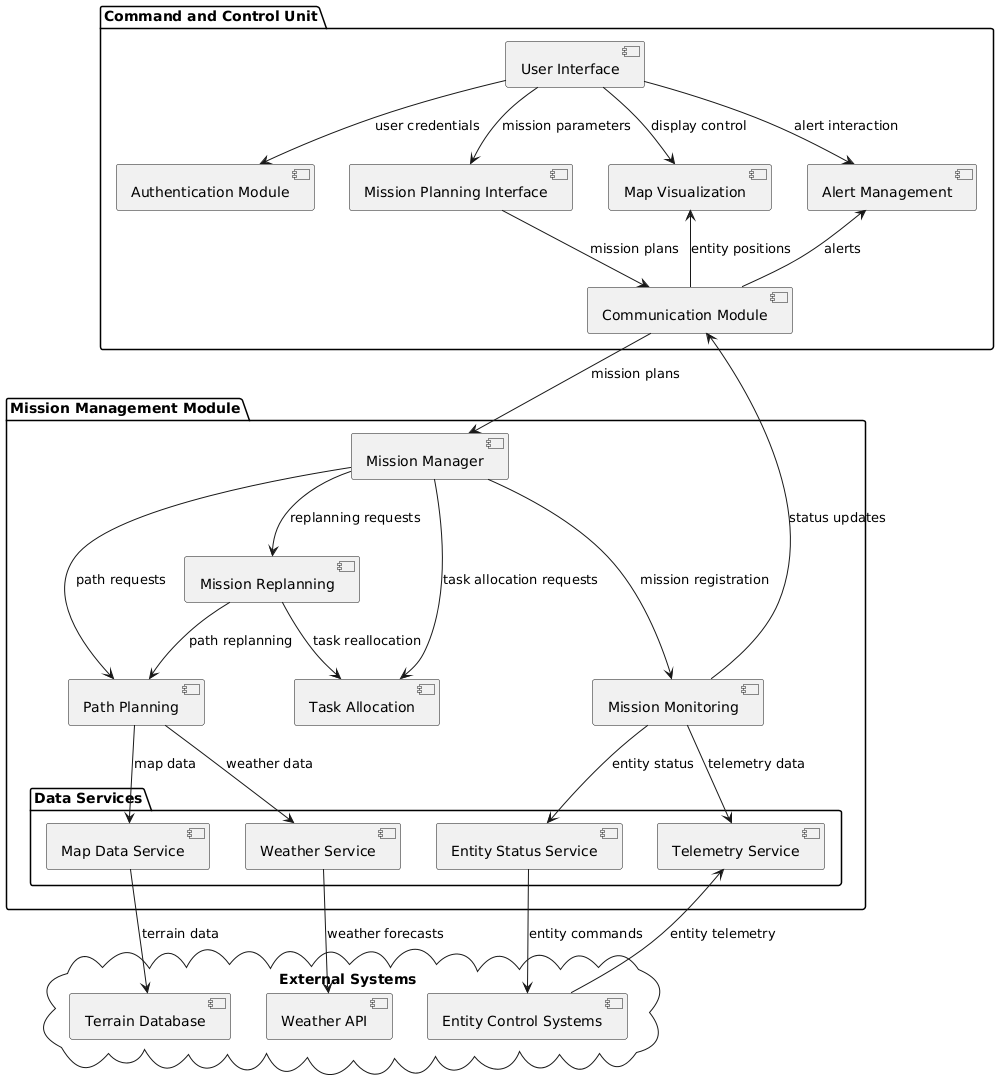 Command and Control Unit
User Interface
user credentials
mission parameters
display control
alert interaction
Authentication Module
Mission Planning Interface
Map Visualization
Alert Management
mission plans
entity positions
alerts
Communication Module
mission plans
Mission Management Module
Mission Manager
replanning requests
status updates
path requests
Mission Replanning
task allocation requests
mission registration
path replanning
task reallocation
Path Planning
Task Allocation
Mission Monitoring
map data
weather data
entity status
telemetry data
Data Services
Map Data Service
Weather Service
Entity Status Service
Telemetry Service
terrain data
weather forecasts
entity commands
entity telemetry
External Systems
Terrain Database
Weather API
Entity Control Systems